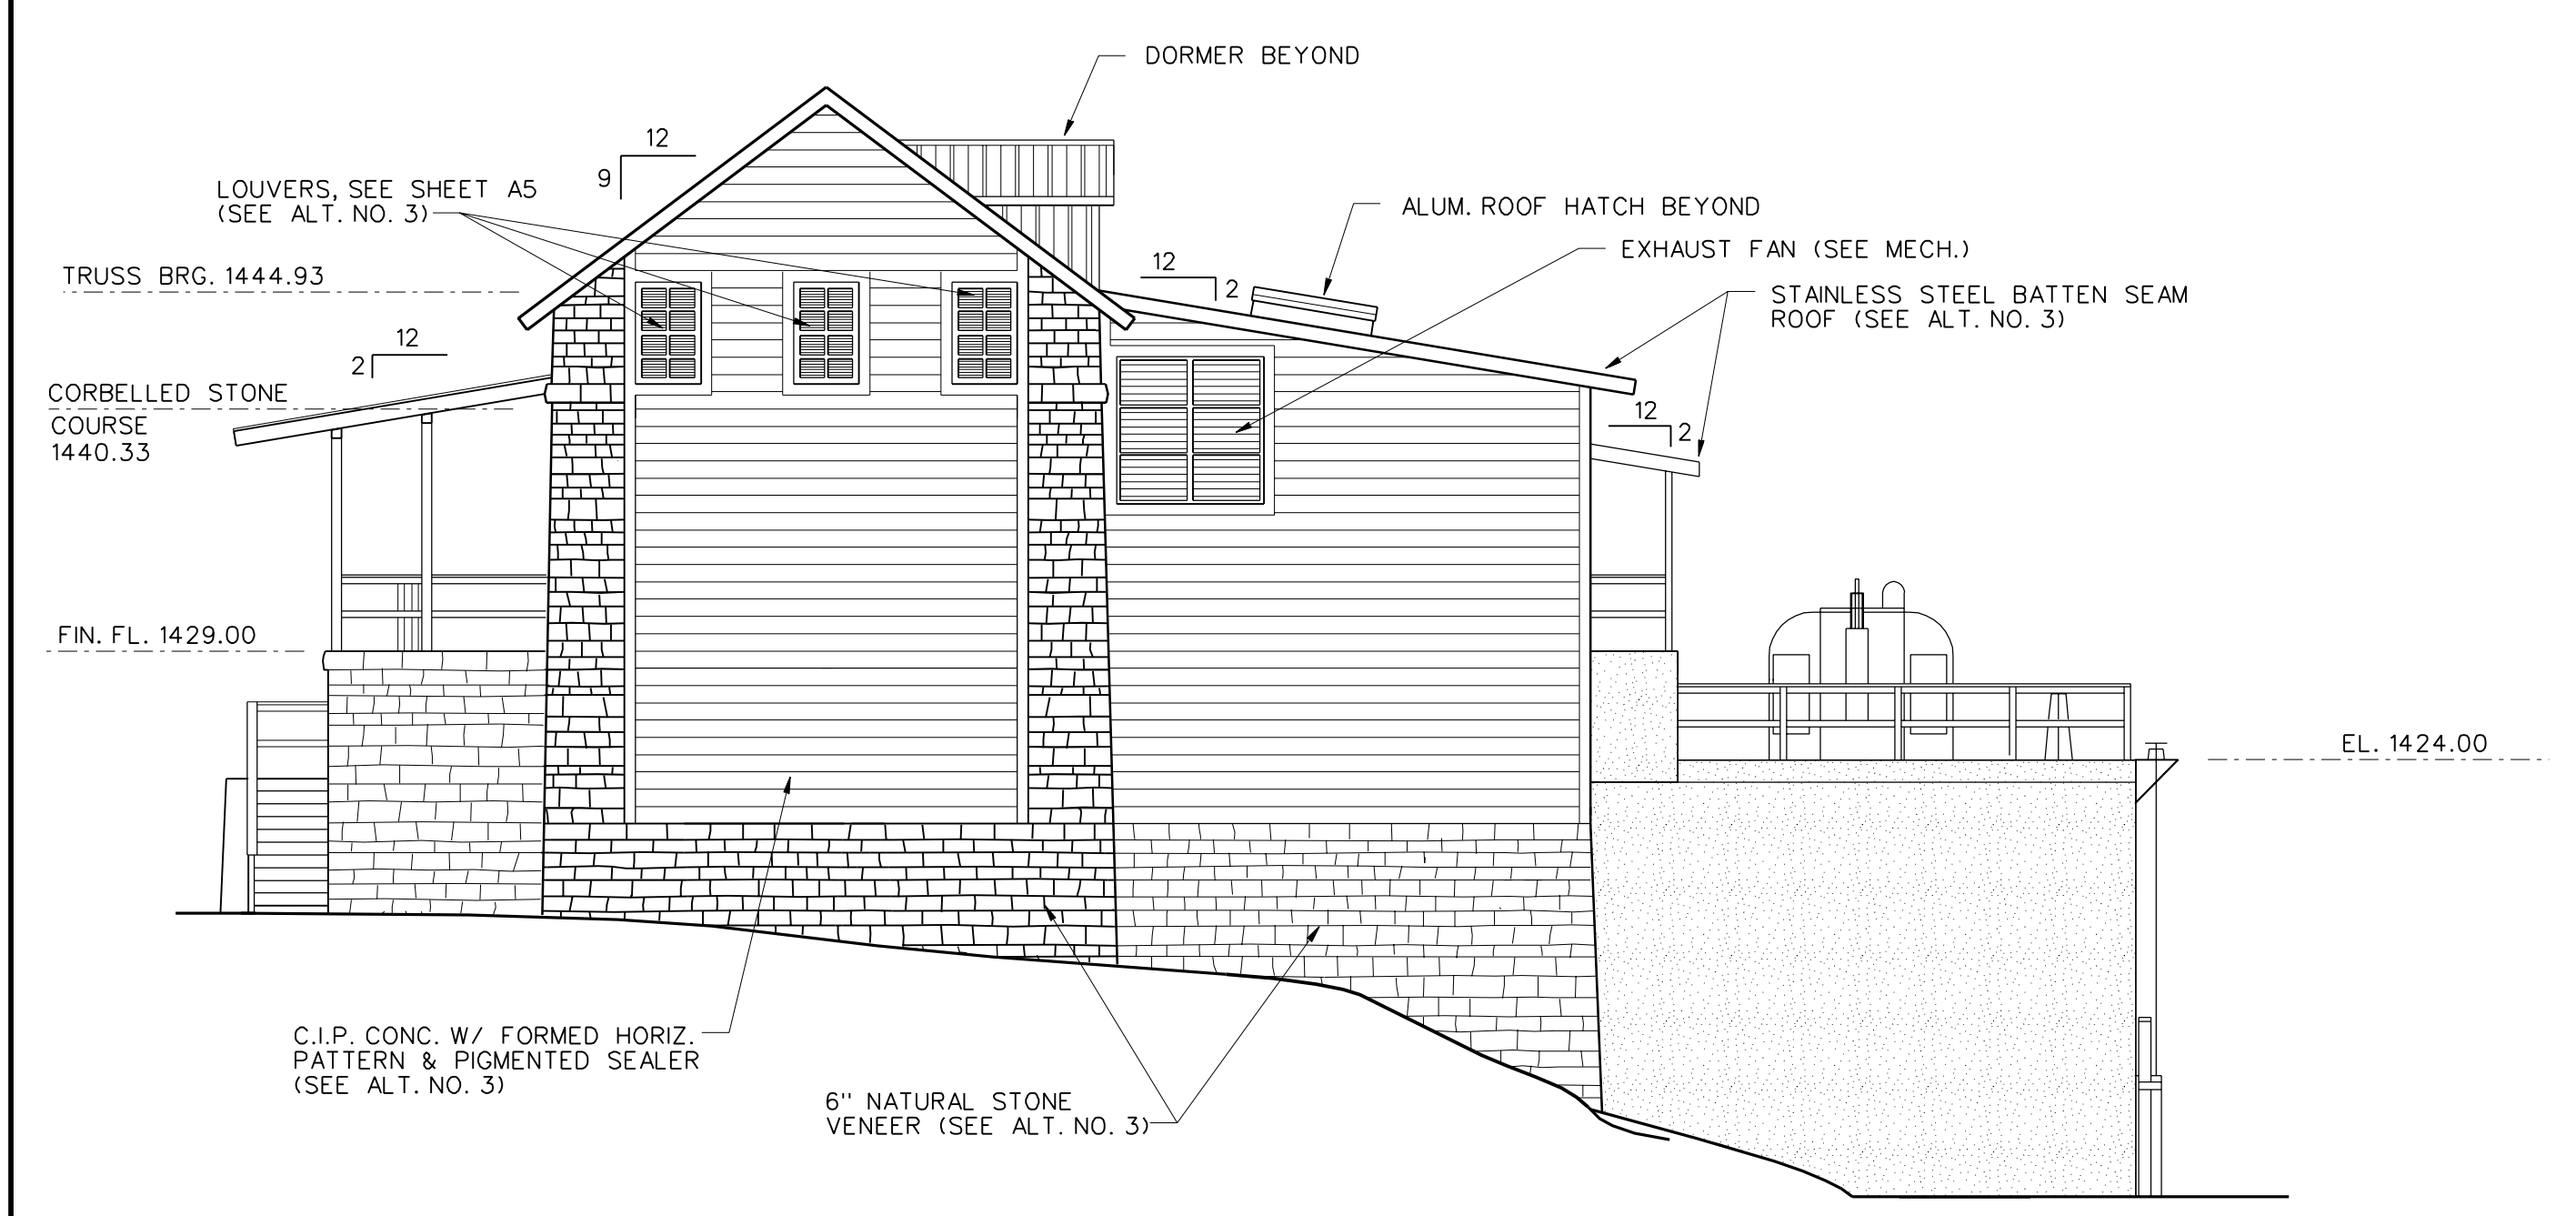 DORMER BEYOND
12
9
LOUVERS, SEE SHEET A5
(SEE ALT. NO. 3)
ALUM. ROOF HATCH BEYOND
EXHAUST FAN (SEE MECH.)
12
2
TRUSS BRG. 1444.93
STAINLESS STEEL BATTEN SEAM
ROOF (SEE ALT. NO. 3)
12
2
CORBELLED STONE
COURSE
1440.33
12
2
FIN. FL. 1429.00
EL. 1424.00
C.I.P. CONC. W/ FORMED HORIZ.
PATTERN & PIGMENTED SEALER
(SEE ALT. NO. 3)
6'' NATURAL STONE
VENEER (SEE ALT. NO. 3)